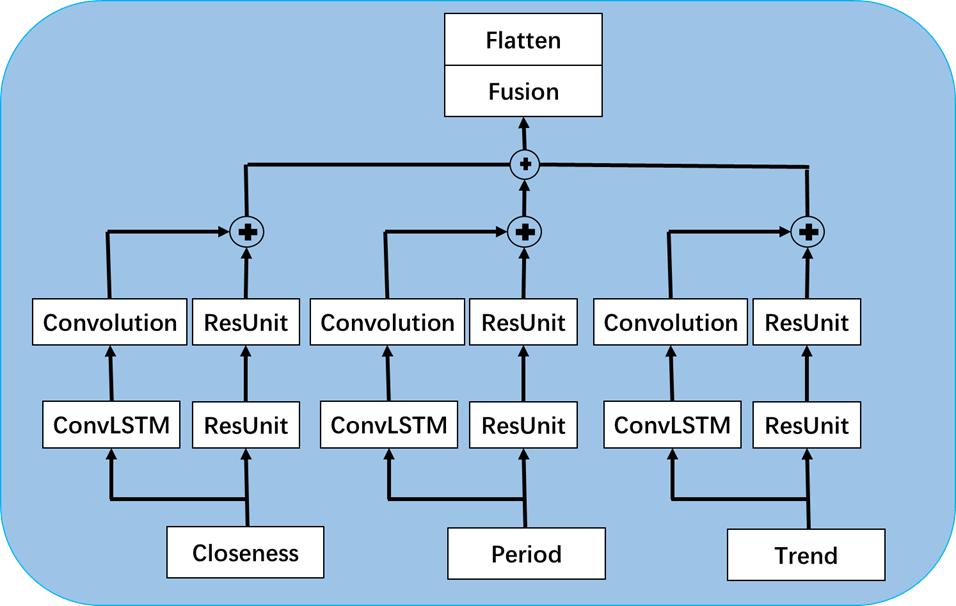 Flatten
Fusion
Convolution ResUnit Convolution ResUnit Convolution ResUnit
ConvLSTM ResUnit ConvLSTM ResUnit ConvLSTM ResUnit
Closeness Period Trend